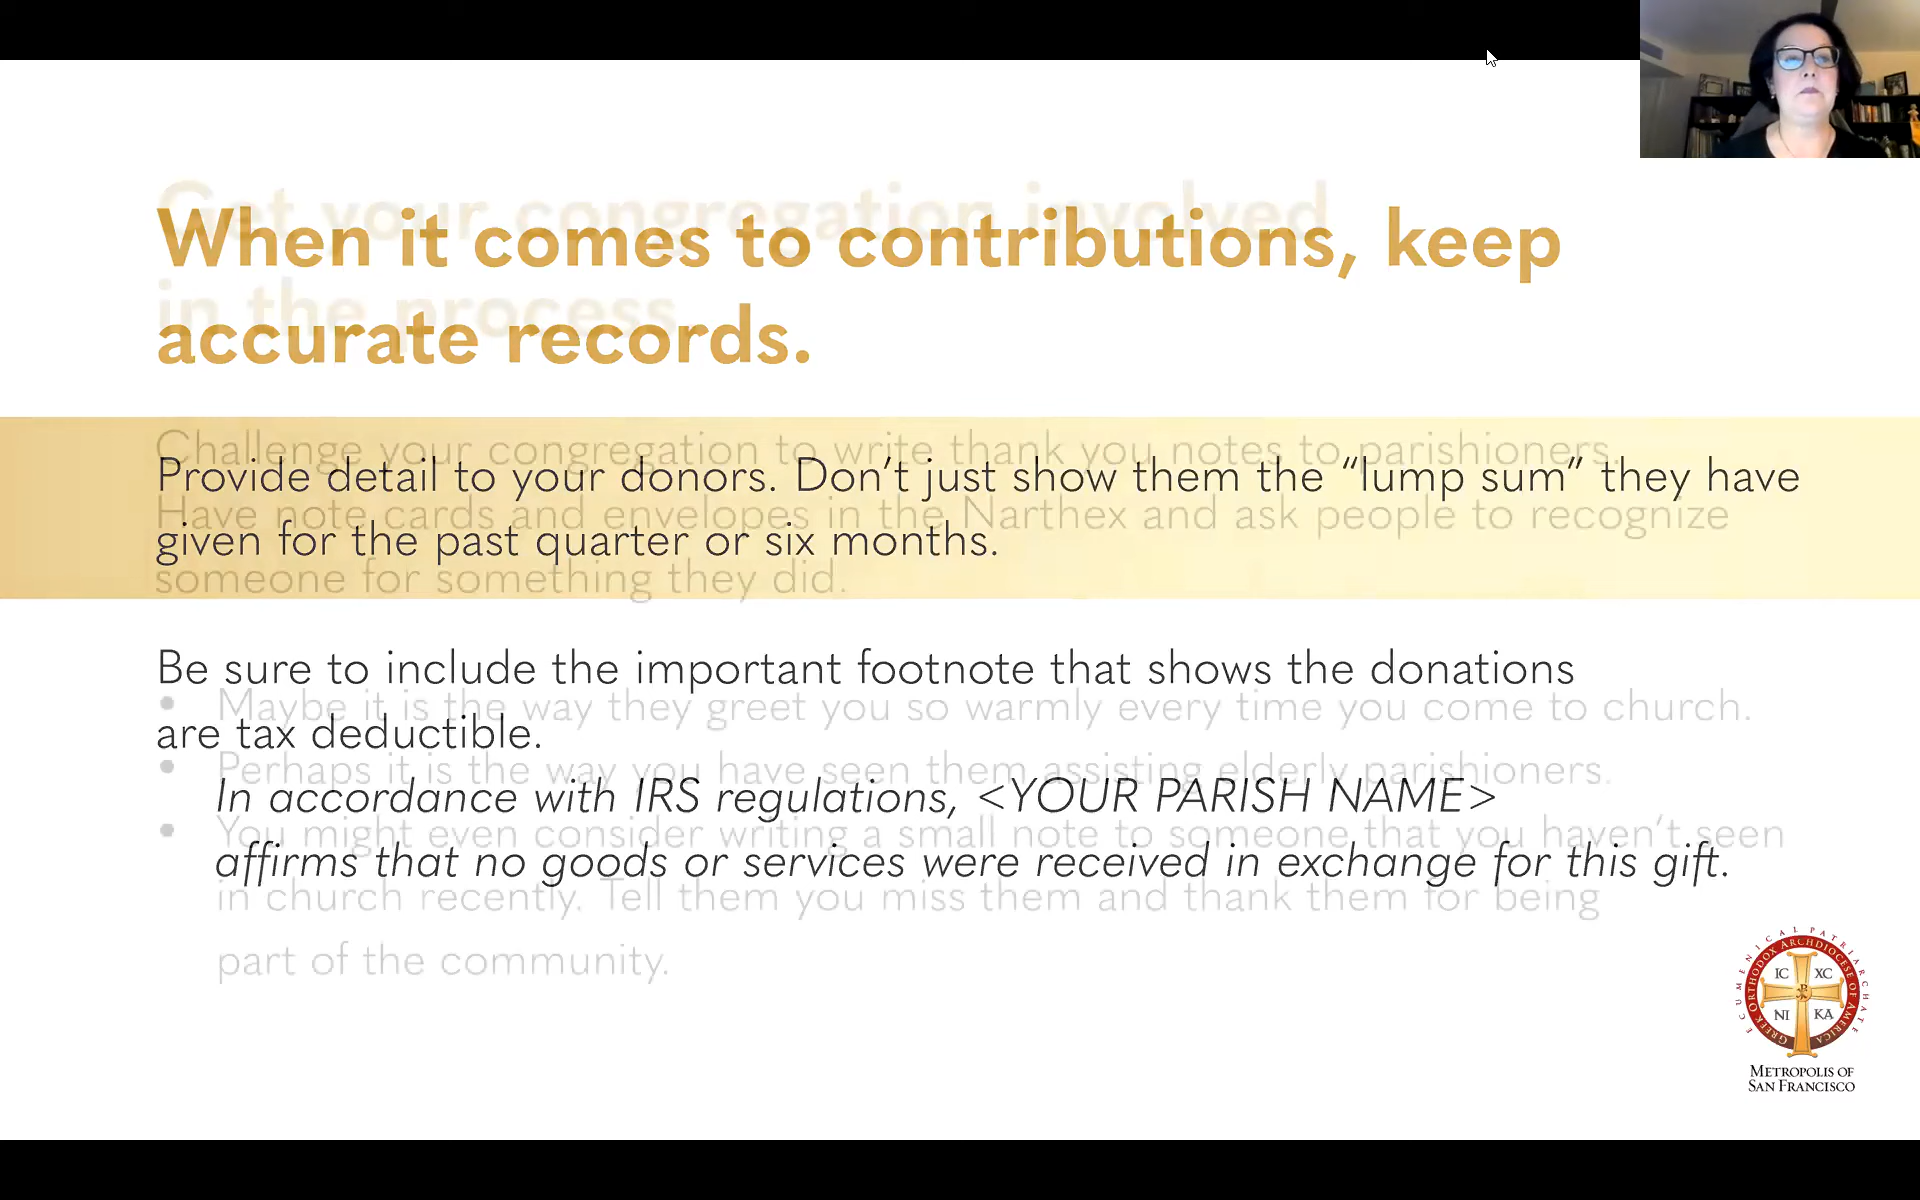 Get your congregation involved
in the process
When it comes to contributions, keep
accurate records.
Challenge your congregation to write thank you notes to parishioners.
Have note cards and envelopes in the Narthex and ask people to recognize
someone for something they did.
Provide detail to your donors. Don’t just show them the “lump sum” they have
given for the past quarter or six months.
Be sure to include the important footnote that shows the donations
are tax deductible.
In accordance with IRS regulations, <YOUR PARISH NAME>
affirms that no goods or services were received in exchange for this gift.
• Maybe it is the way they greet you so warmly every time you come to church.
• Perhaps it is the way you have seen them assisting elderly parishioners.
• You might even consider writing a small note to someone that you haven’t seen
in church recently. Tell them you miss them and thank them for being
part of the community.
ECUMENICAL PATRIARCHATE
GREEK ORTHODOX ARCHDIOCESE OF AMERICA
IC XC
NI KA
METROPOLIS OF
SAN FRANCISCO